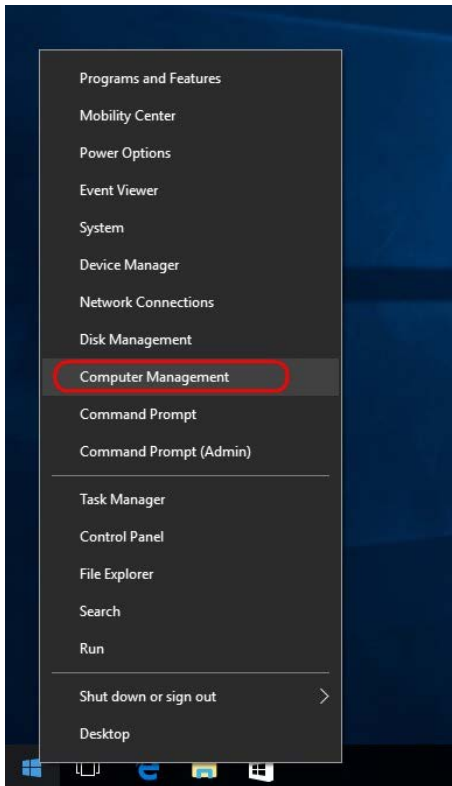 Programs and Features
Mobility Center
Power Options
Event Viewer
System
Device Manager
Network Connections
Disk Management
Computer Management
Command Prompt
Command Prompt (Admin)
Task Manager
Control Panel
File Explorer
Search
Run
Shut down or sign out
Desktop